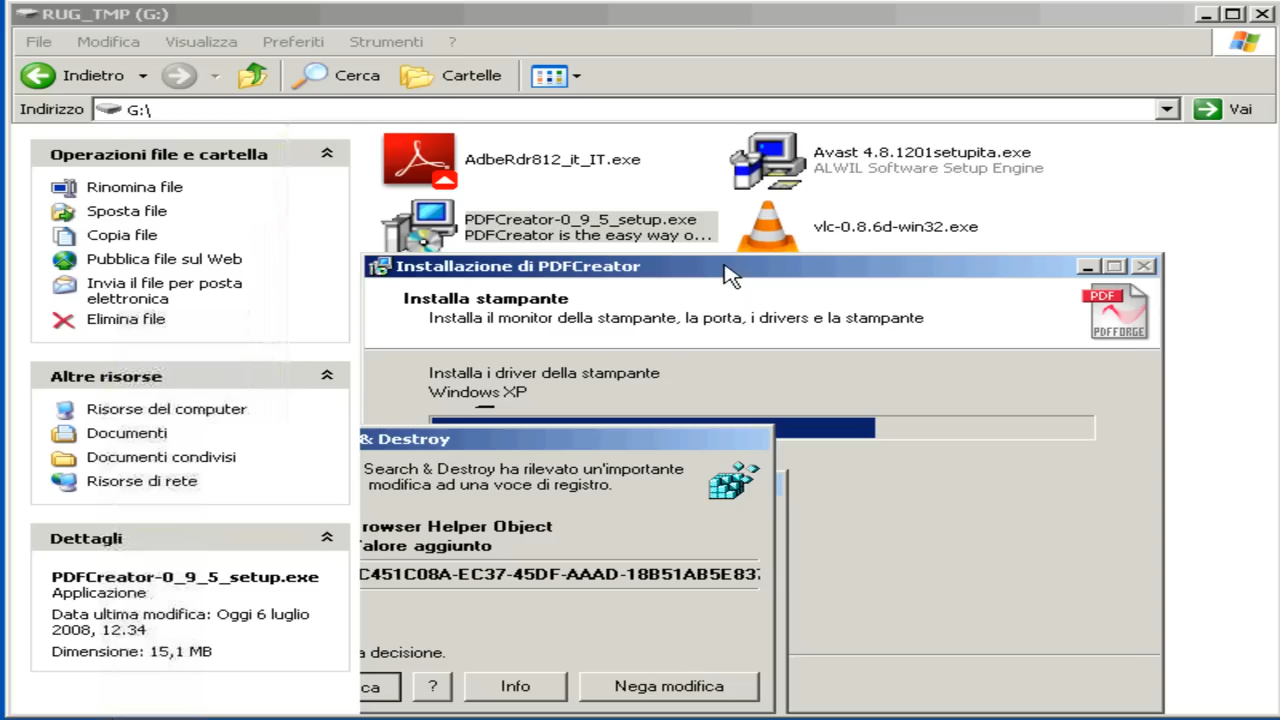 RUG_TMP (G:)
File Modifica Visualizza Preferiti Strumenti ?
Indietro Cerca Cartelle
Indirizzo G:\ Vai
Operazioni file e cartella
Rinomina file
Sposta file
Copia file
Pubblica file sul Web
Invia il file per posta
elettronica
Elimina file
Altre risorse
Risorse del computer
Documenti
Documenti condivisi
Risorse di rete
Dettagli
PDFCreator-0_9_5_setup.exe
Applicazione
Data ultima modifica: Oggi 6 luglio
2008, 12.34
Dimensione: 15,1 MB
AdbeRdr812_it_IT.exe
Avast 4.8.1201setupita.exe
ALWIL Software Setup Engine
PDFCreator-0_9_5_setup.exe
PDFCreator is the easy way o...
vlc-0.8.6d-win32.exe
Installazione di PDFCreator
Installa stampante
Installa il monitor della stampante, la porta, i drivers e la stampante
PDF
PDFFORGE
Installa i driver della stampante
Windows XP
& Destroy
Search & Destroy ha rilevato un'importante
modifica ad una voce di registro.
rowser Helper Object
alore aggiunto
C451C08A-EC37-45DF-AAAD-18B51AB5E83
a decisione.
ca ? Info Nega modifica